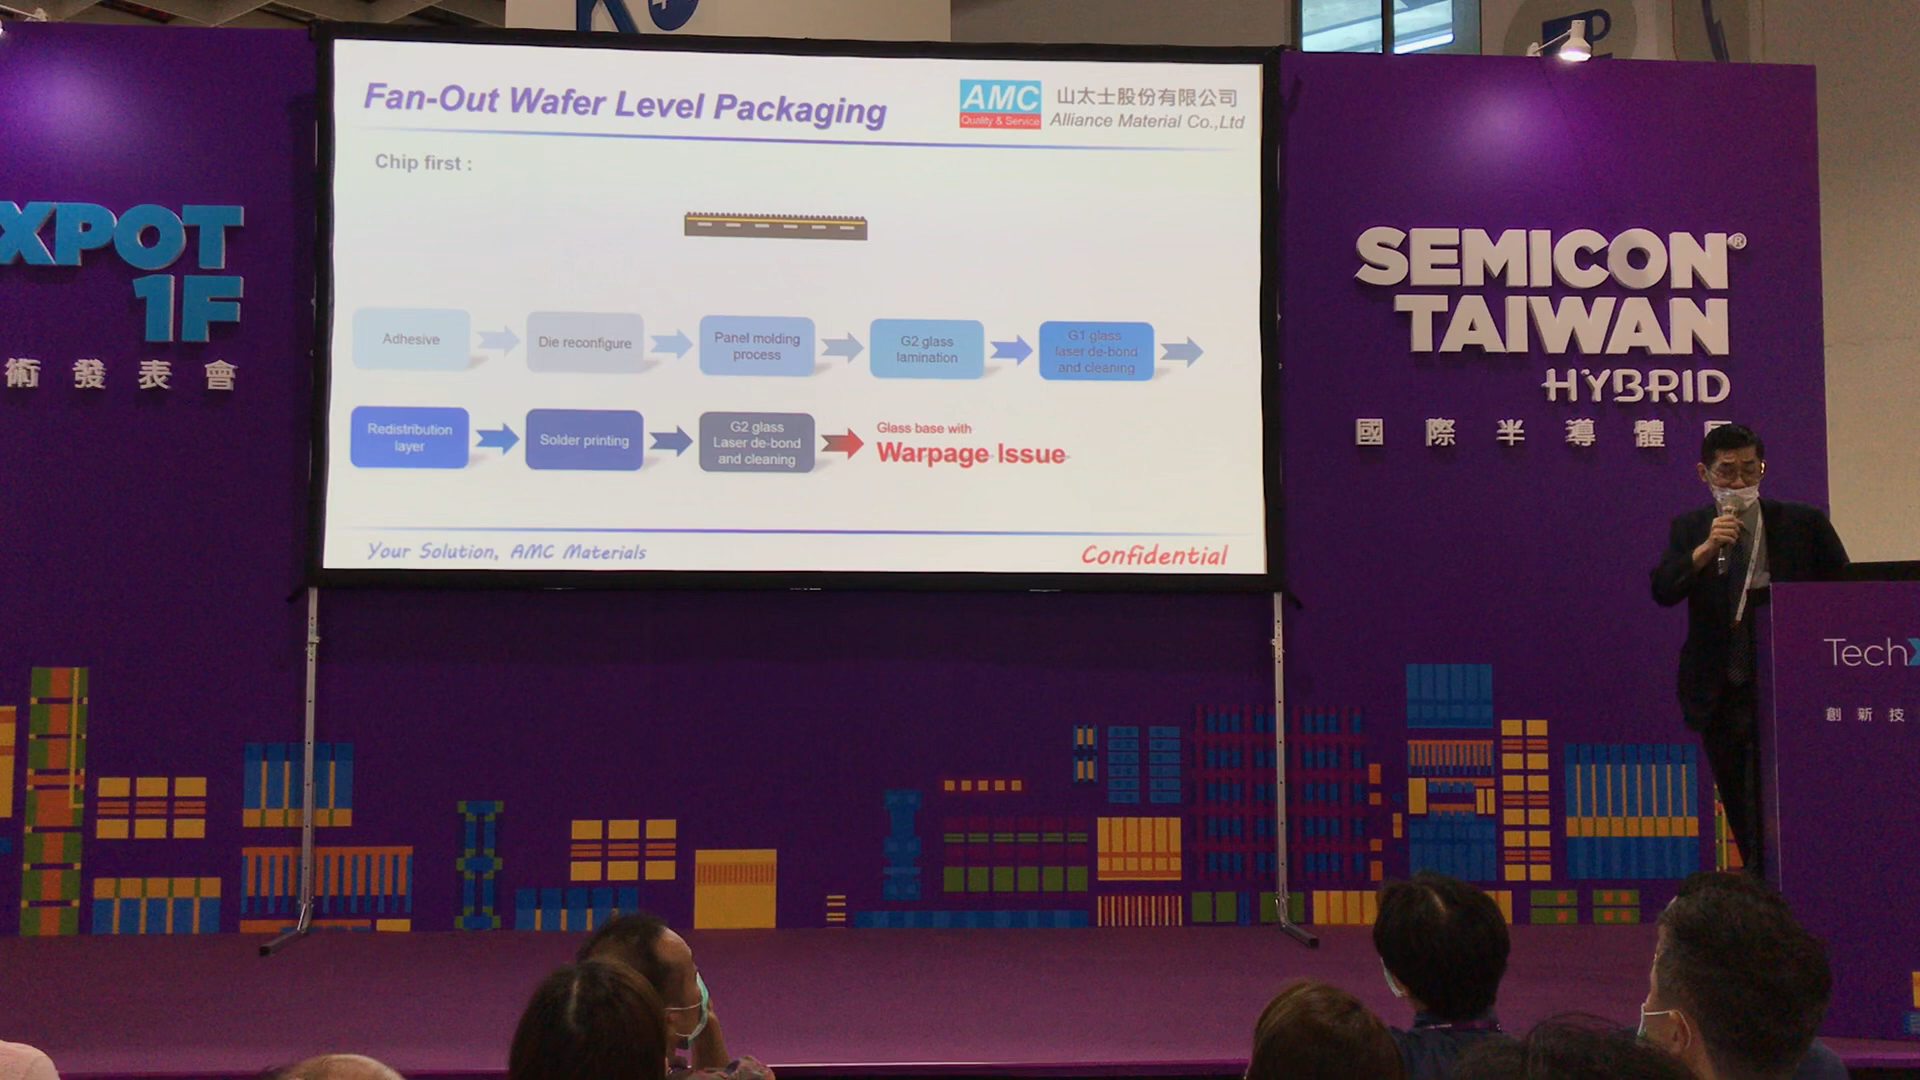 Fan-Out Wafer Level Packaging
AMC
Quality & Service
山太士股份有限公司
Alliance Material Co.,Ltd
Chip first :
Adhesive
Die reconfigure
Panel molding
process
G2 glass
lamination
G1 glass
laser de-bond
and cleaning
Redistribution
layer
Solder printing
G2 glass
Laser de-bond
and cleaning
Glass base with
Warpage Issue
Your Solution, AMC Materials
Confidential
XPOT
1F
術發表會
SEMICON®
TAIWAN
HYBRID
國際半導體
Tech
創新技